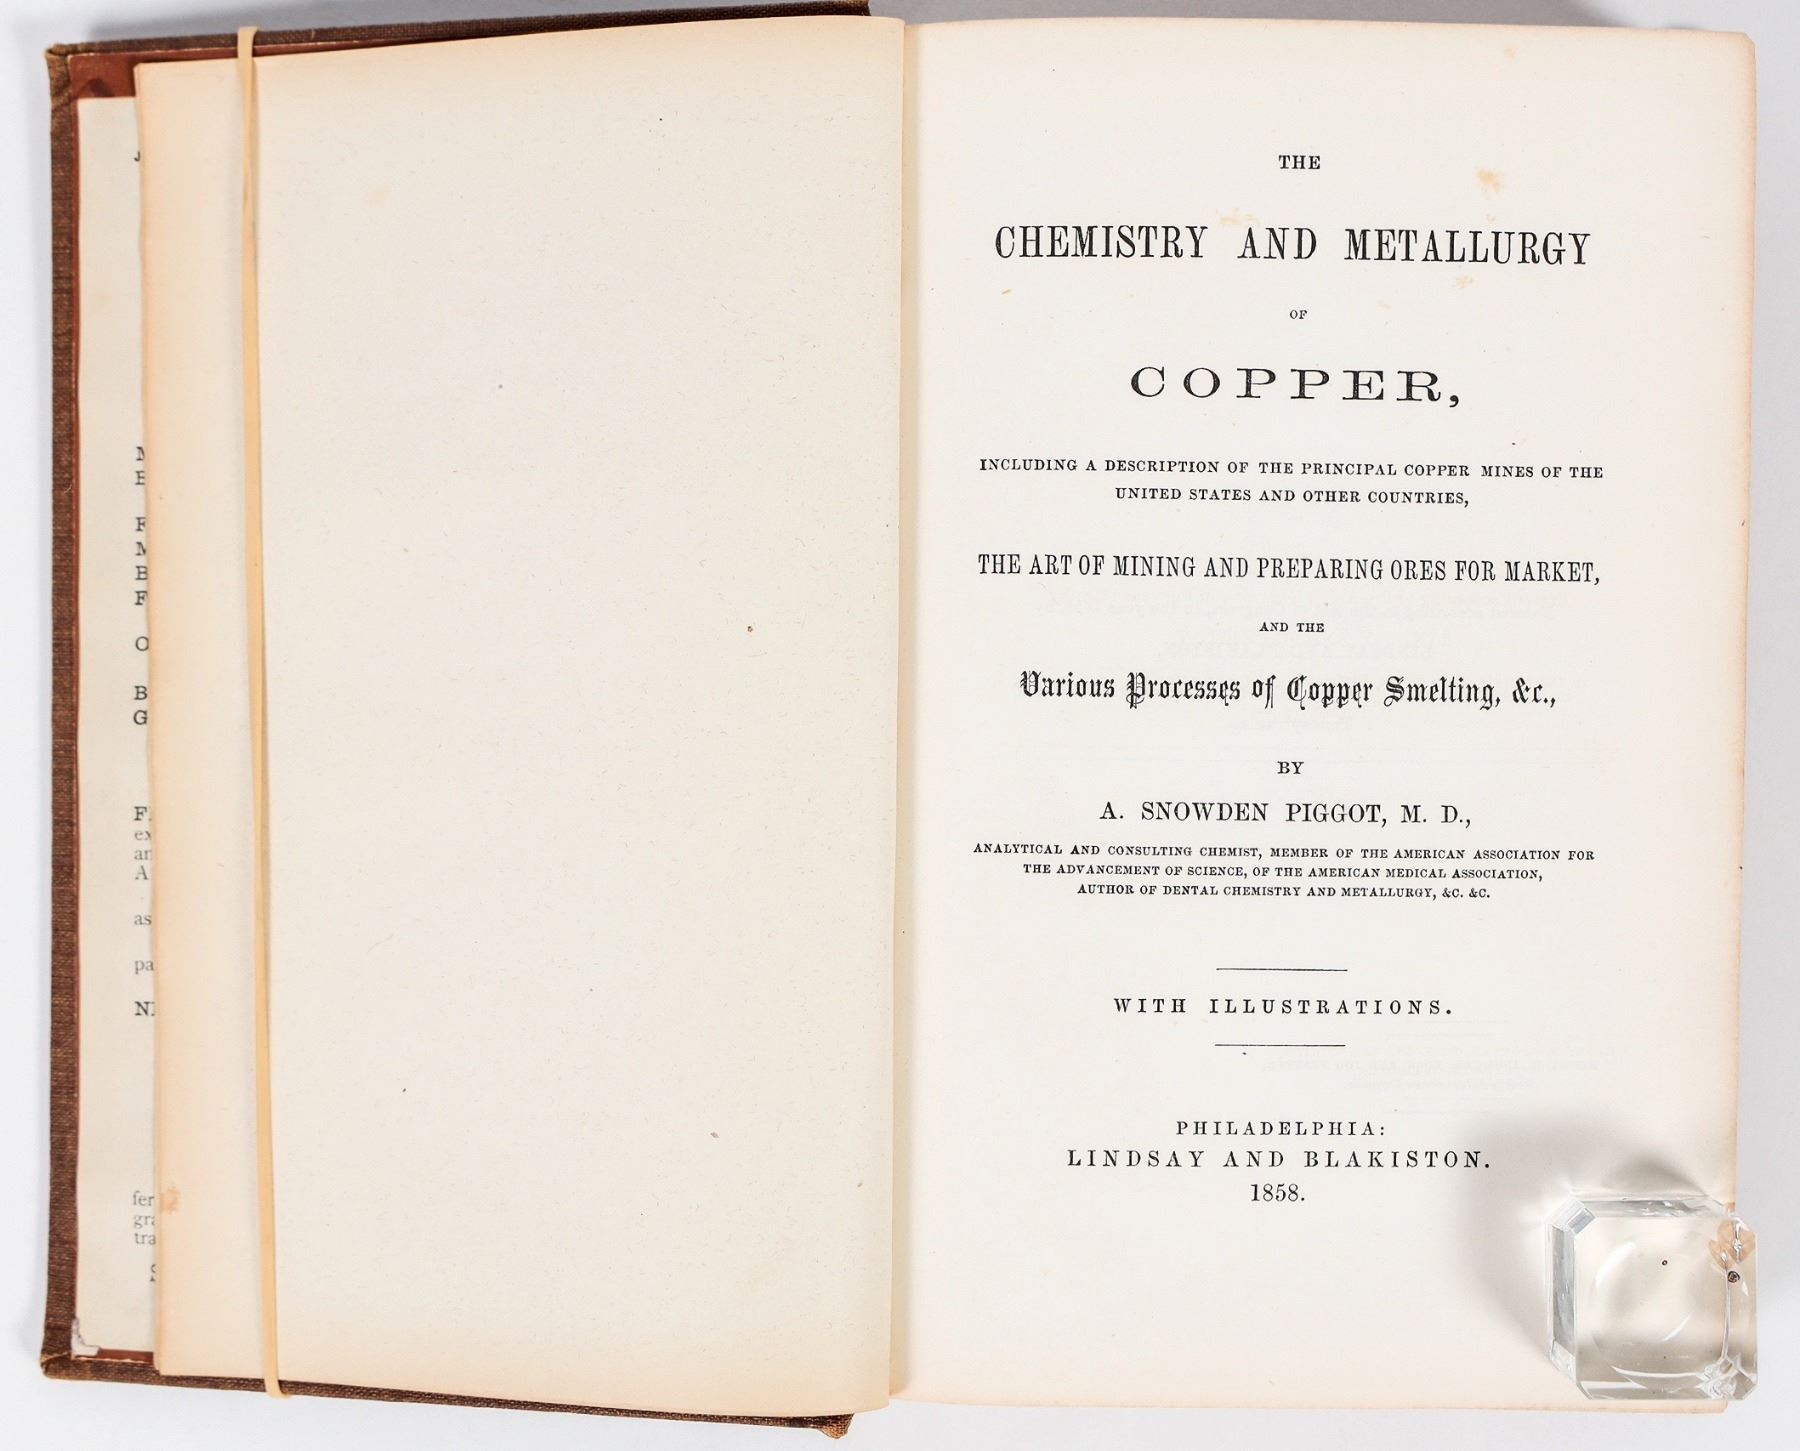 THE
CHEMISTRY AND METALLURGY
OF
COPPER,
INCLUDING A DESCRIPTION OF THE PRINCIPAL COPPER MINES OF THE
UNITED STATES AND OTHER COUNTRIES,
THE ART OF MINING AND PREPARING ORES FOR MARKET,
AND THE
Various Processes of Copper Smelting, &c.,
BY
A. SNOWDEN PIGGOT, M. D.,
ANALYTICAL AND CONSULTING CHEMIST, MEMBER OF THE AMERICAN ASSOCIATION FOR
THE ADVANCEMENT OF SCIENCE, OF THE AMERICAN MEDICAL ASSOCIATION,
AUTHOR OF DENTAL CHEMISTRY AND METALLURGY, &C. &C.
WITH ILLUSTRATIONS.
PHILADELPHIA:
LINDSAY AND BLAKISTON.
1858.